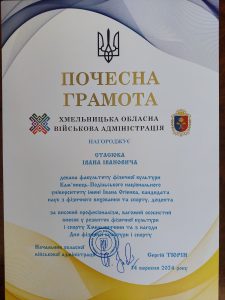 ПОЧЕСНА
ГРАМОТА
ХМЕЛЬНИЦЬКА ОБЛАСНА
ВІЙСЬКОВА АДМІНІСТРАЦІЯ
НАГОРОДЖУЄ
СТАСЮКА
ІВАНА ІВАНОВИЧА
декана факультету фізичної культури
Кам'янець-Подільського національного
університету імені Івана Огієнка, кандидата
наук з фізичного виховання та спорту, доцента
за високий професіоналізм, вагомий особистий
внесок у розвиток фізичної культури
і спорту Хмельниччини та з нагоди
Дня фізичної культури і спорту
Начальник обласної
військової адміністрації
Сергій ТЮРІН
вересня 2024 року